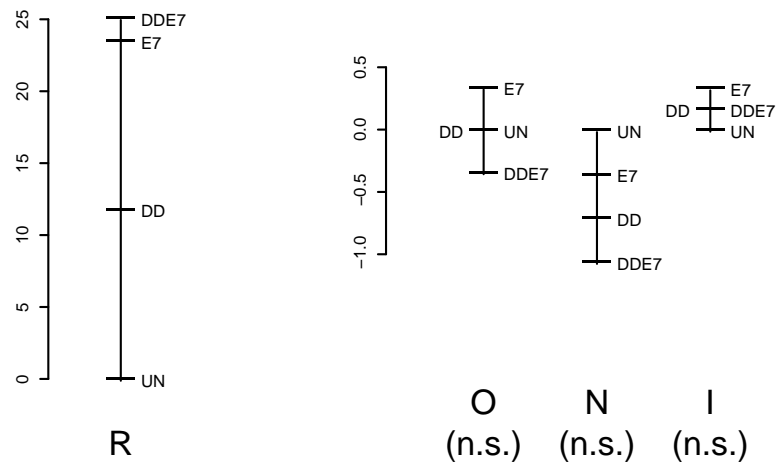 25
20
15
10
5
0
DDE7
E7
DD
UN
R
0.5
0.0
−0.5
−1.0
E7
DD UN
DDE7
UN
E7
DD
DDE7
E7
DD DDE7
UN
O N I
(n.s.) (n.s.) (n.s.)